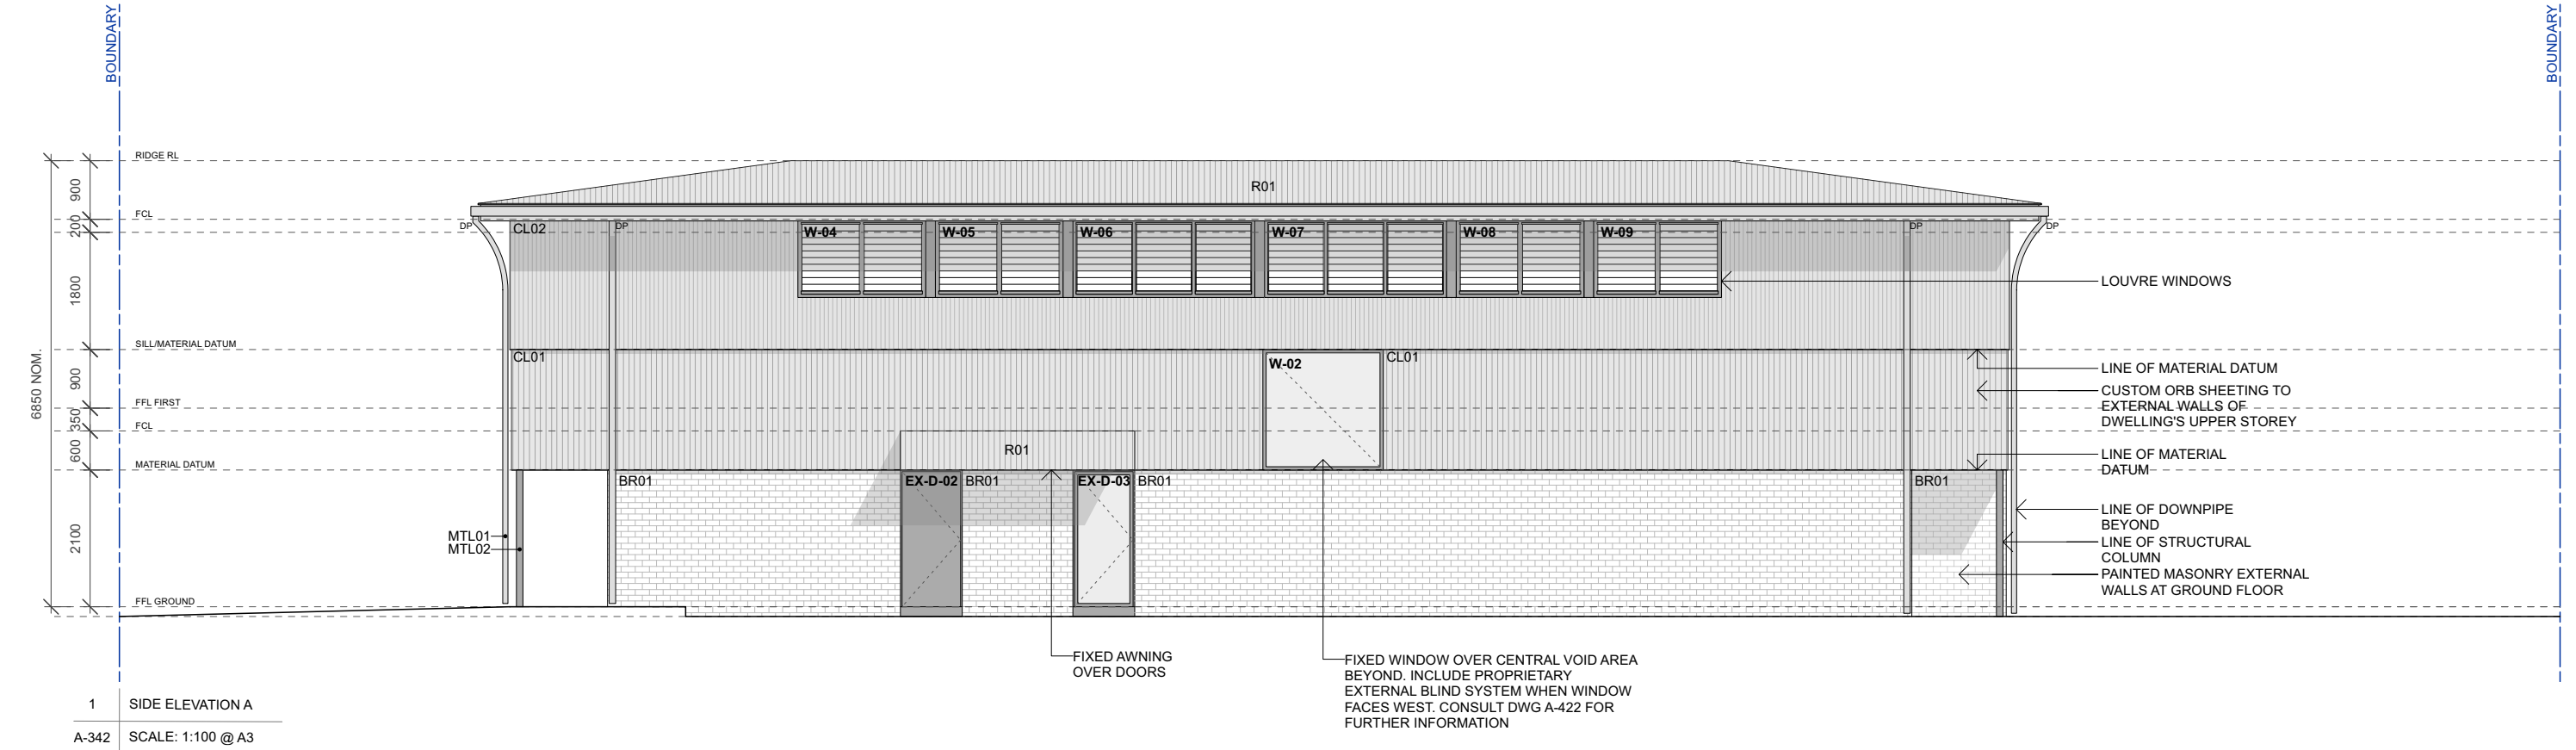 BOUNDARY
BOUNDARY
RIDGE RL
900
R01
FCL
200
DP
CL02
DP
W-04
W-05
W-06
W-07
W-08
W-09
DP
DP
1800
LOUVRE WINDOWS
SILL/MATERIAL DATUM
CL01
CL01
W-02
LINE OF MATERIAL DATUM
6850 NOM.
900
CUSTOM ORB SHEETING TO
EXTERNAL WALLS OF
DWELLING'S UPPER STOREY
FFL FIRST
350
FCL
600
R01
LINE OF MATERIAL
DATUM
MATERIAL DATUM
BR01
EX-D-02
BR01
EX-D-03
BR01
BR01
2100
MTL01
MTL02
LINE OF DOWNPIPE
BEYOND
LINE OF STRUCTURAL
COLUMN
PAINTED MASONRY EXTERNAL
WALLS AT GROUND FLOOR
FFL GROUND
FIXED AWNING
OVER DOORS
FIXED WINDOW OVER CENTRAL VOID AREA
BEYOND. INCLUDE PROPRIETARY
EXTERNAL BLIND SYSTEM WHEN WINDOW
FACES WEST. CONSULT DWG A-422 FOR
FURTHER INFORMATION
1 SIDE ELEVATION A
A-342 SCALE: 1:100 @ A3